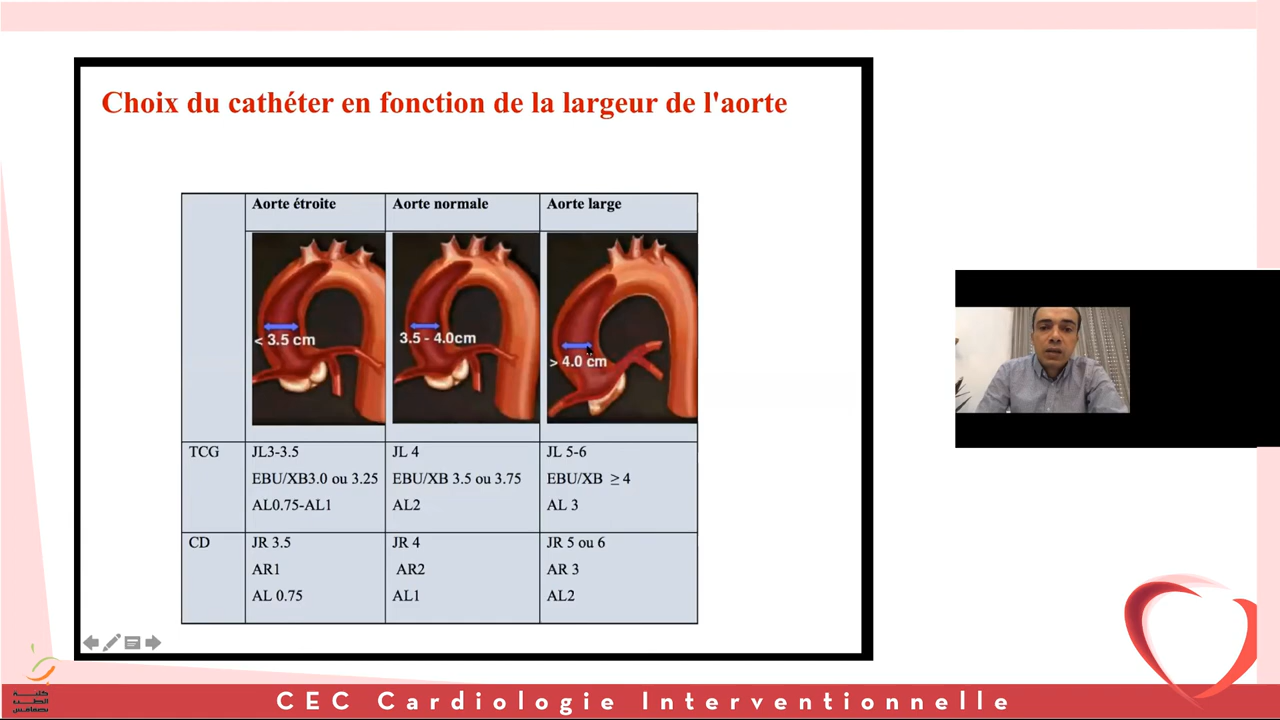 Choix du cathéter en fonction de la largeur de l'aorte
Aorte étroite
Aorte normale
Aorte large
< 3.5 cm
3.5 - 4.0cm
> 4.0 cm
TCG
JL3-3.5
EBU/XB3.0 ou 3.25
AL0.75-AL1
JL 4
EBU/XB 3.5 ou 3.75
AL2
JL 5-6
EBU/XB ≥ 4
AL 3
CD
JR 3.5
AR1
AL 0.75
JR 4
AR2
AL1
JR 5 ou 6
AR 3
AL2
كلية
الطب
بصفاقس
CEC Cardiologie Interventionnelle